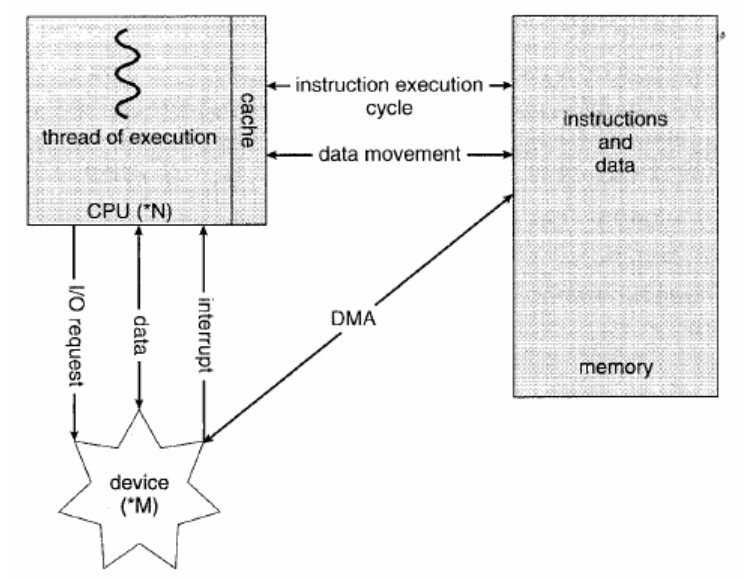 thread of execution
cache
CPU (*N)
instruction execution
cycle
data movement
instructions
and
data
memory
I/O request
data
interrupt
DMA
device
(*M)